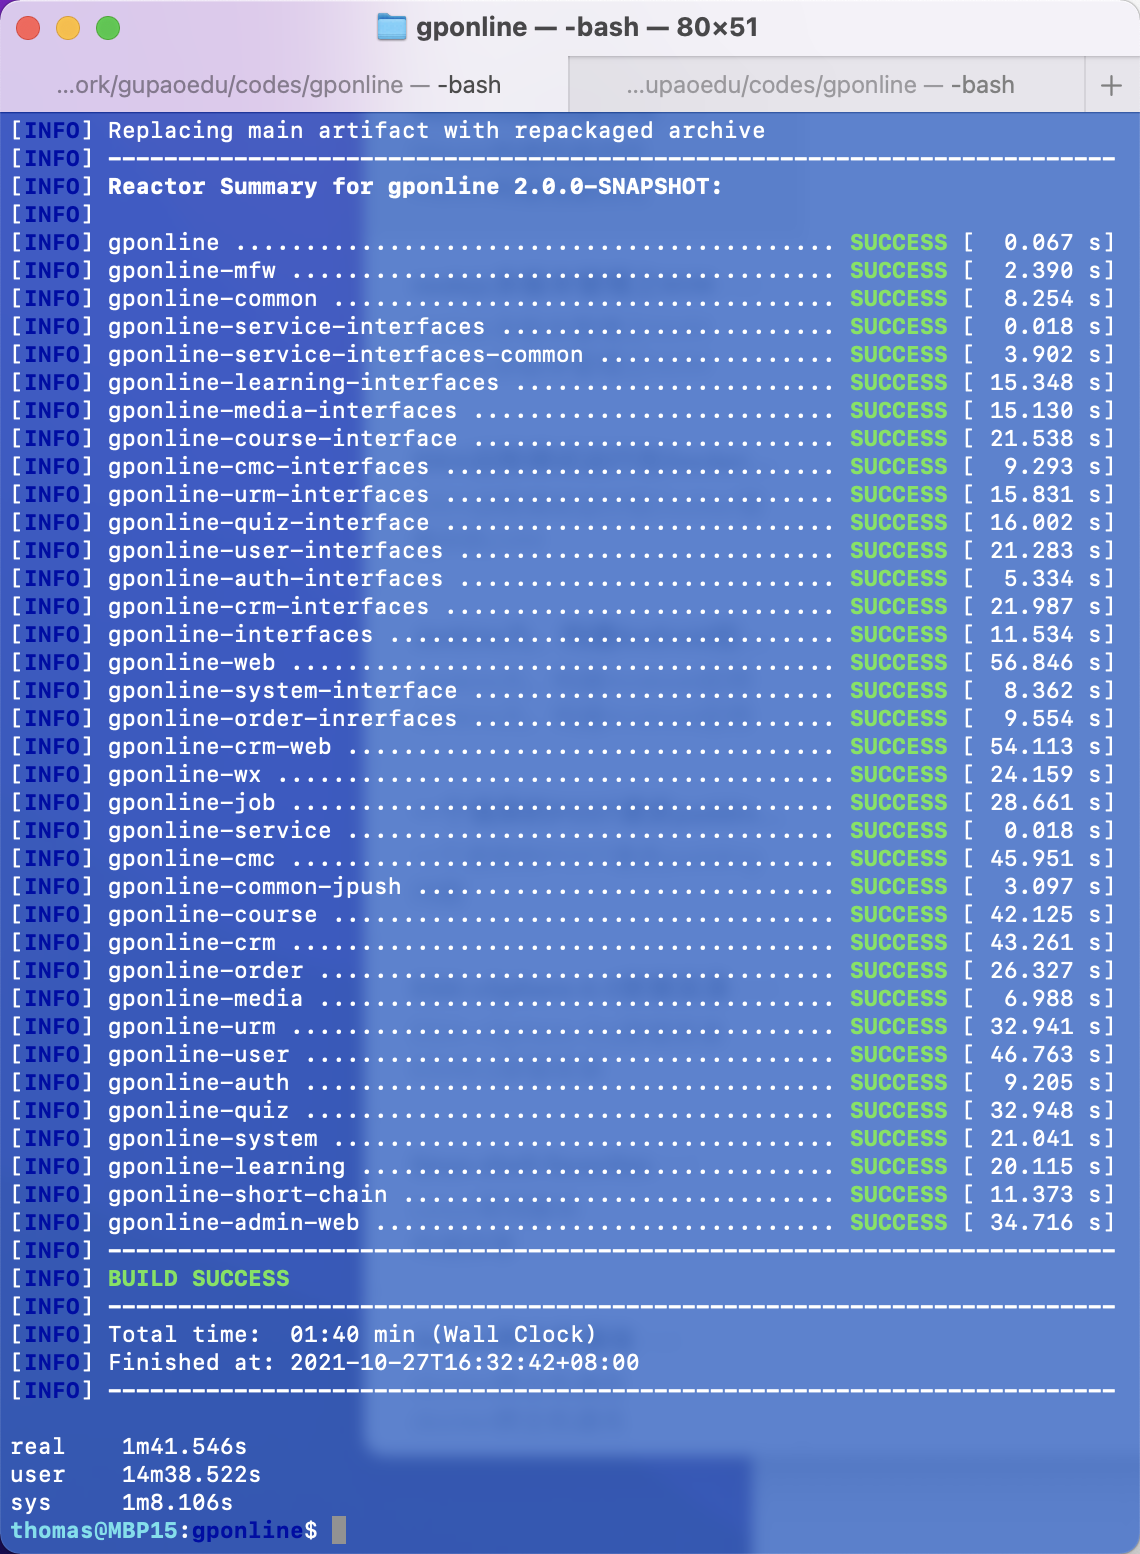 gponline — -bash — 80×51
...ork/gupaoedu/codes/gponline — -bash
...upaoedu/codes/gponline — -bash
+
[INFO] Replacing main artifact with repackaged archive
[INFO] ------------------------------------------------------------------------
[INFO] Reactor Summary for gponline 2.0.0-SNAPSHOT:
[INFO]
[INFO] gponline ........................................... SUCCESS [  0.067 s]
[INFO] gponline-mfw ....................................... SUCCESS [  2.390 s]
[INFO] gponline-common .................................... SUCCESS [  8.254 s]
[INFO] gponline-service-interfaces ........................ SUCCESS [  0.018 s]
[INFO] gponline-service-interfaces-common ................. SUCCESS [  3.902 s]
[INFO] gponline-learning-interfaces ....................... SUCCESS [ 15.348 s]
[INFO] gponline-media-interfaces .......................... SUCCESS [ 15.130 s]
[INFO] gponline-course-interface .......................... SUCCESS [ 21.538 s]
[INFO] gponline-cmc-interfaces ............................ SUCCESS [  9.293 s]
[INFO] gponline-urm-interfaces ............................ SUCCESS [ 15.831 s]
[INFO] gponline-quiz-interface ............................ SUCCESS [ 16.002 s]
[INFO] gponline-user-interfaces ........................... SUCCESS [ 21.283 s]
[INFO] gponline-auth-interfaces ........................... SUCCESS [  5.334 s]
[INFO] gponline-crm-interfaces ............................ SUCCESS [ 21.987 s]
[INFO] gponline-interfaces ................................ SUCCESS [ 11.534 s]
[INFO] gponline-web ....................................... SUCCESS [ 56.846 s]
[INFO] gponline-system-interface .......................... SUCCESS [  8.362 s]
[INFO] gponline-order-inrerfaces .......................... SUCCESS [  9.554 s]
[INFO] gponline-crm-web ................................... SUCCESS [ 54.113 s]
[INFO] gponline-wx ........................................ SUCCESS [ 24.159 s]
[INFO] gponline-job ....................................... SUCCESS [ 28.661 s]
[INFO] gponline-service ................................... SUCCESS [  0.018 s]
[INFO] gponline-cmc ....................................... SUCCESS [ 45.951 s]
[INFO] gponline-common-jpush .............................. SUCCESS [  3.097 s]
[INFO] gponline-course .................................... SUCCESS [ 42.125 s]
[INFO] gponline-crm ....................................... SUCCESS [ 43.261 s]
[INFO] gponline-order ..................................... SUCCESS [ 26.327 s]
[INFO] gponline-media ..................................... SUCCESS [  6.988 s]
[INFO] gponline-urm ....................................... SUCCESS [ 32.941 s]
[INFO] gponline-user ...................................... SUCCESS [ 46.763 s]
[INFO] gponline-auth ...................................... SUCCESS [  9.205 s]
[INFO] gponline-quiz ...................................... SUCCESS [ 32.948 s]
[INFO] gponline-system .................................... SUCCESS [ 21.041 s]
[INFO] gponline-learning .................................. SUCCESS [ 20.115 s]
[INFO] gponline-short-chain ............................... SUCCESS [ 11.373 s]
[INFO] gponline-admin-web ................................. SUCCESS [ 34.716 s]
[INFO] ------------------------------------------------------------------------
[INFO] BUILD SUCCESS
[INFO] ------------------------------------------------------------------------
[INFO] Total time:  01:40 min (Wall Clock)
[INFO] Finished at: 2021-10-27T16:32:42+08:00
[INFO] ------------------------------------------------------------------------
real    1m41.546s
user    14m38.522s
sys     1m8.106s
thomas@MBP15:gponline$